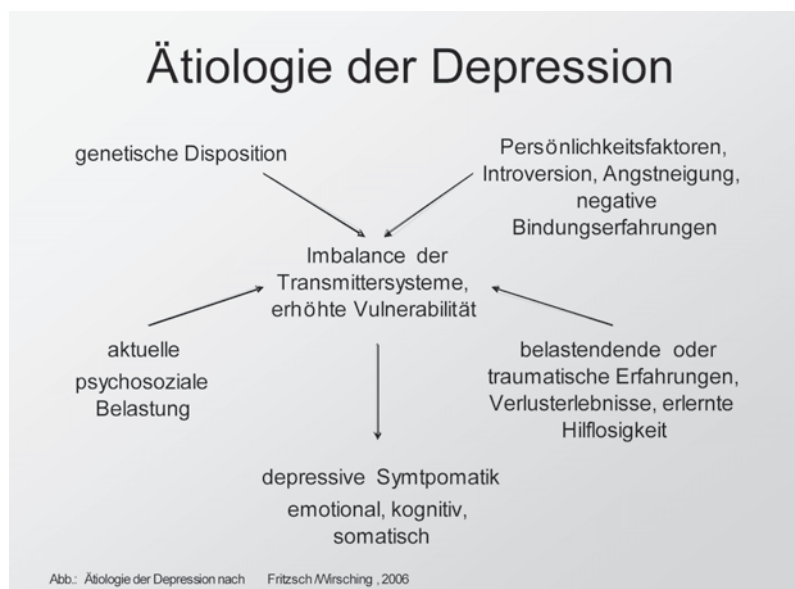 Ätiologie der Depression
genetische Disposition
Persönlichkeitsfaktoren,
Introversion, Angstneigung,
negative
Bindungserfahrungen
Imbalance der
Transmittersysteme,
erhöhte Vulnerabilität
aktuelle
psychosoziale
Belastung
belastendende oder
traumatische Erfahrungen,
Verlusterlebnisse, erlernte
Hilflosigkeit
depressive Symtpomatik
emotional, kognitiv,
somatisch
Abb.: Ätiologie der Depression nach Fritzsch /Wirsching , 2006